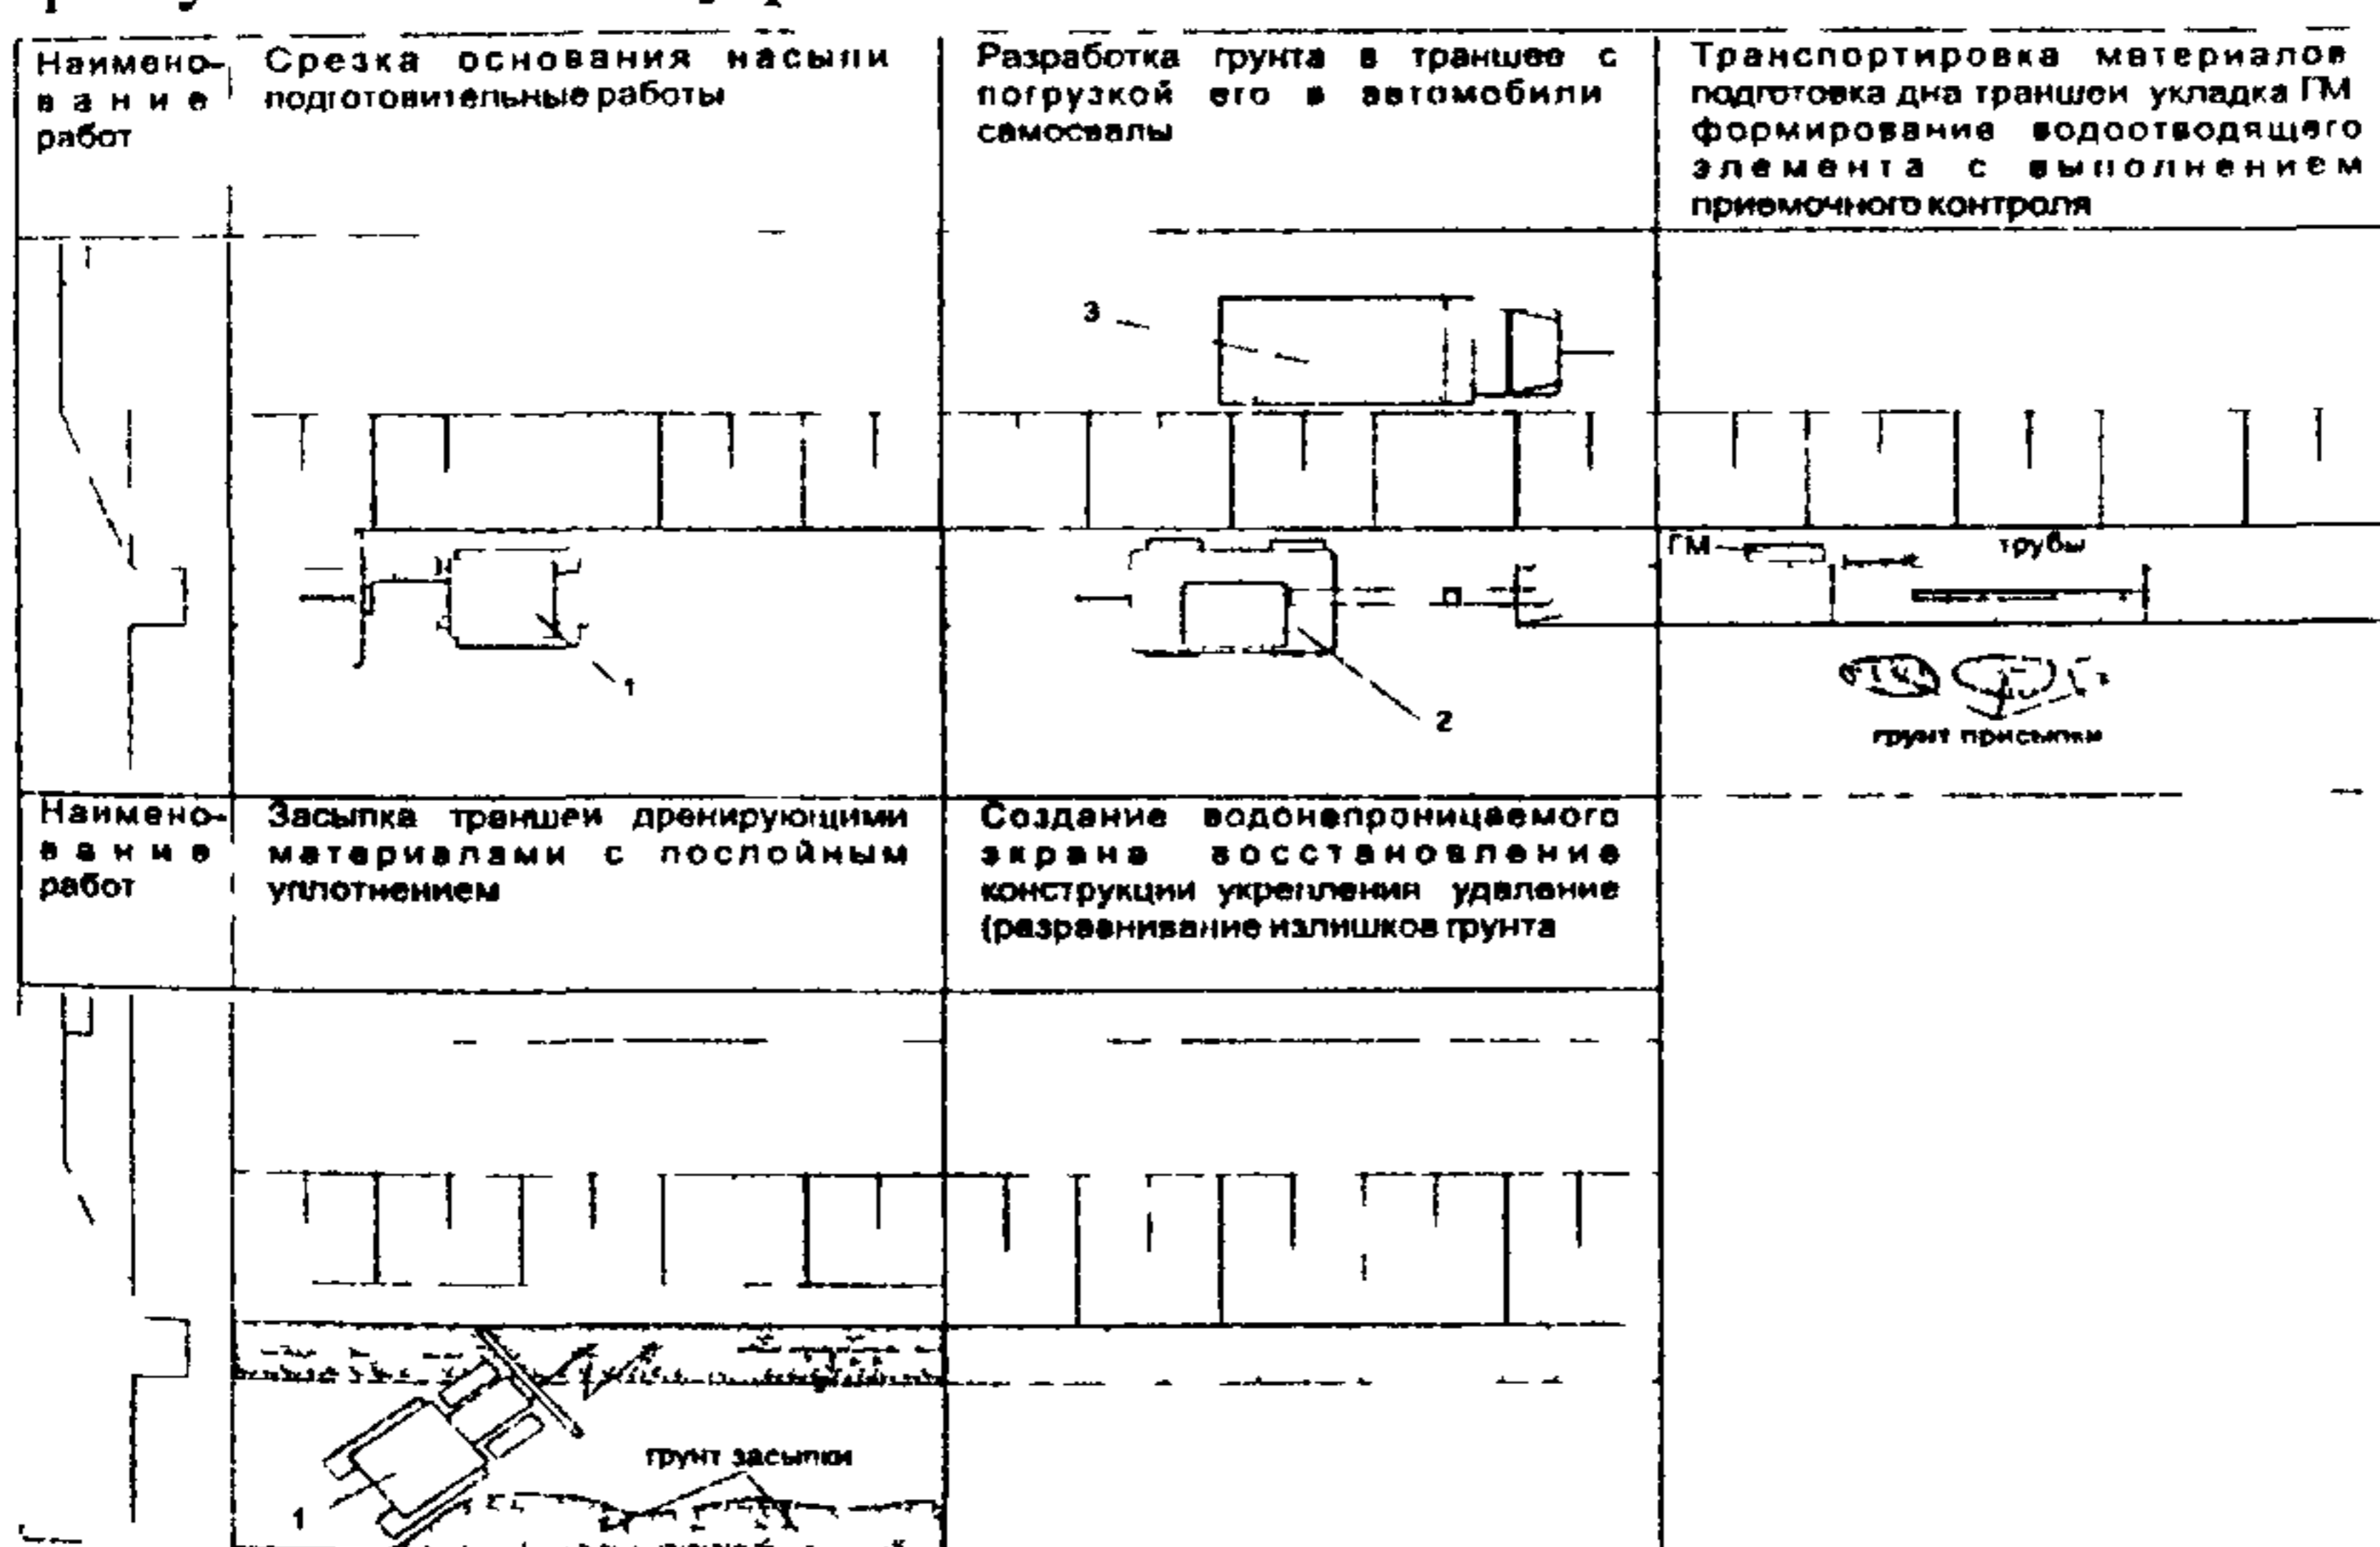 Наимено-
вание
работ
Срезка основания насыпи
подготовительные работы
Разработка грунта в траншее с
погрузкой его в автомобили
самосвалы
Транспортировка материалов
подготовка дна траншеи укладка ГМ
формирование водоотводящего
элемента с выполнением
приемочного контроля
3
ГМ
трубы
1
2
грунт присыпки
Наимено-
вание
работ
Засыпка траншеи дренирующими
материалами с послойным
уплотнением
Создание водонепроницаемого
экрана восстановление
конструкции укрепления удаление
(разравнивание излишков грунта
грунт засыпки
1